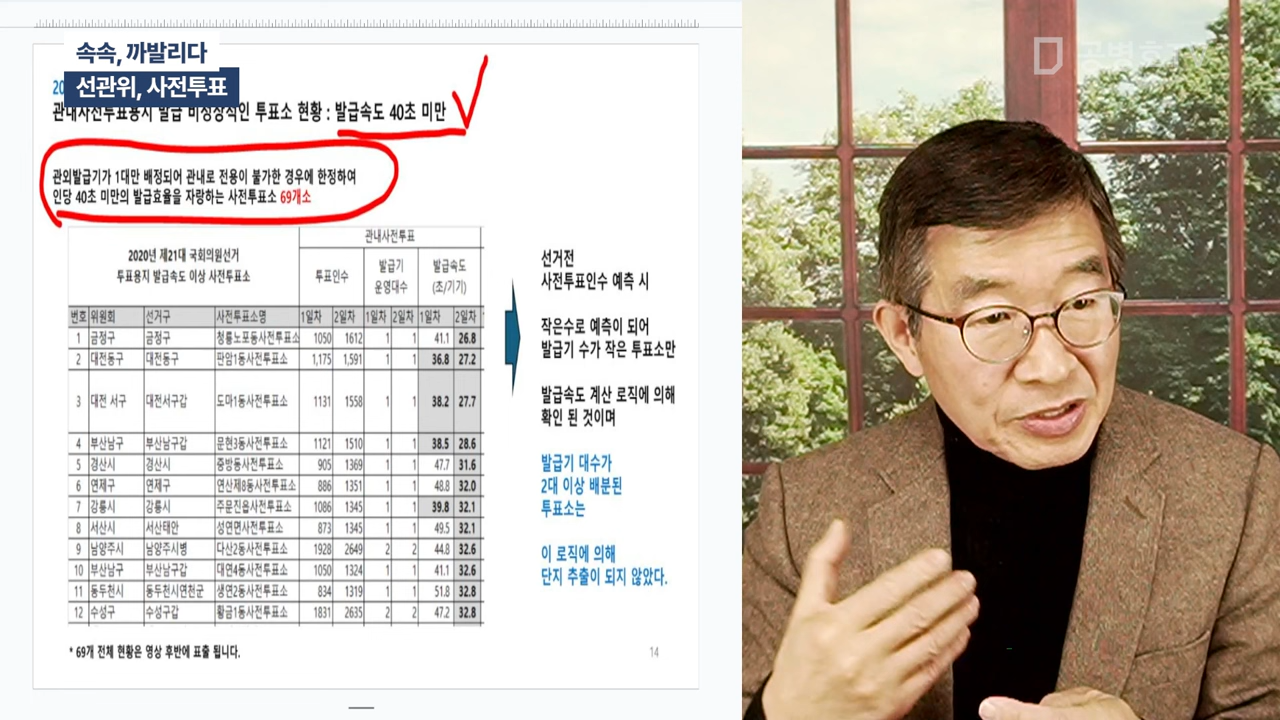 속속, 까발리다
선관위, 사전투표
20
관내사전투표용지 발급 비정상적인 투표소 현황 : 발급속도 40초 미만
관외발급기가 1대만 배정되어 관내로 전용이 불가한 경우에 한정하여
인당 40초 미만의 발급효율을 자랑하는 사전투표소 69개소
2020년 제21대 국회의원선거
투표용지 발급속도 이상 사전투표소
관내사전투표
투표인수 발급기 운영대수 발급속도 (초/기기)
번호 위원회 선거구 사전투표소명 1일차 2일차 1일차 2일차 1일차 2일차
1 금정구 금정구 청룡노포동사전투표소 1050 1612 1 1 41.1 26.8
2 대전동구 대전동구 판암1동사전투표소 1,175 1,591 1 1 36.8 27.2
3 대전 서구 대전서구갑 도마1동사전투표소 1131 1558 1 1 38.2 27.7
4 부산남구 부산남구갑 문현3동사전투표소 1121 1510 1 1 38.5 28.6
5 경산시 경산시 중방동사전투표소 905 1369 1 1 47.7 31.6
6 연제구 연제구 연산제8동사전투표소 886 1351 1 1 48.8 32.0
7 강릉시 강릉시 주문진읍사전투표소 1086 1345 1 1 39.8 32.1
8 서산시 서산태안 성연면사전투표소 873 1345 1 1 49.5 32.1
9 남양주시 남양주시병 다산2동사전투표소 1928 2649 2 2 44.8 32.6
10 부산남구 부산남구갑 대연4동사전투표소 1050 1324 1 1 41.1 32.6
11 동두천시 동두천시연천군 생연2동사전투표소 834 1319 1 1 51.8 32.8
12 수성구 수성구갑 황금1동사전투표소 1831 2635 2 2 47.2 32.8
* 69개 전체 현황은 영상 후반에 표출 됩니다.
선거전
사전투표인수 예측 시
작은수로 예측이 되어
발급기 수가 작은 투표소만
발급속도 계산 로직에 의해
확인 된 것이며
발급기 대수가
2대 이상 배분된
투표소는
이 로직에 의해
단지 추출이 되지 않았다.
14